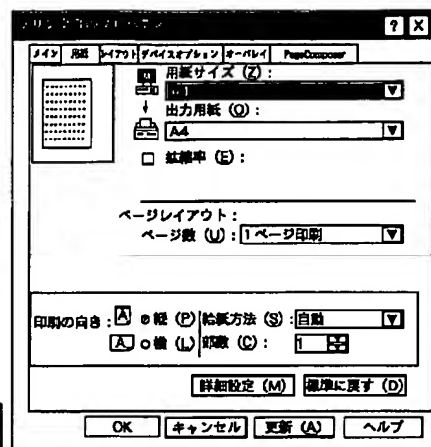 メイン 用紙 レイアウト デバイスオプション オーバレイ PageComposer
用紙サイズ (Z) :
出力用紙 (O) :
A4
拡縮率 (E) :
ページレイアウト :
ページ数 (U) : 1 ページ印刷
印刷の向き : A 縦 (P) 給紙方法 (S) : 自動
A 横 (L) 部数 (C) : 1
詳細設定 (M) 標準に戻す (D)
OK キャンセル 更新 (A) ヘルプ